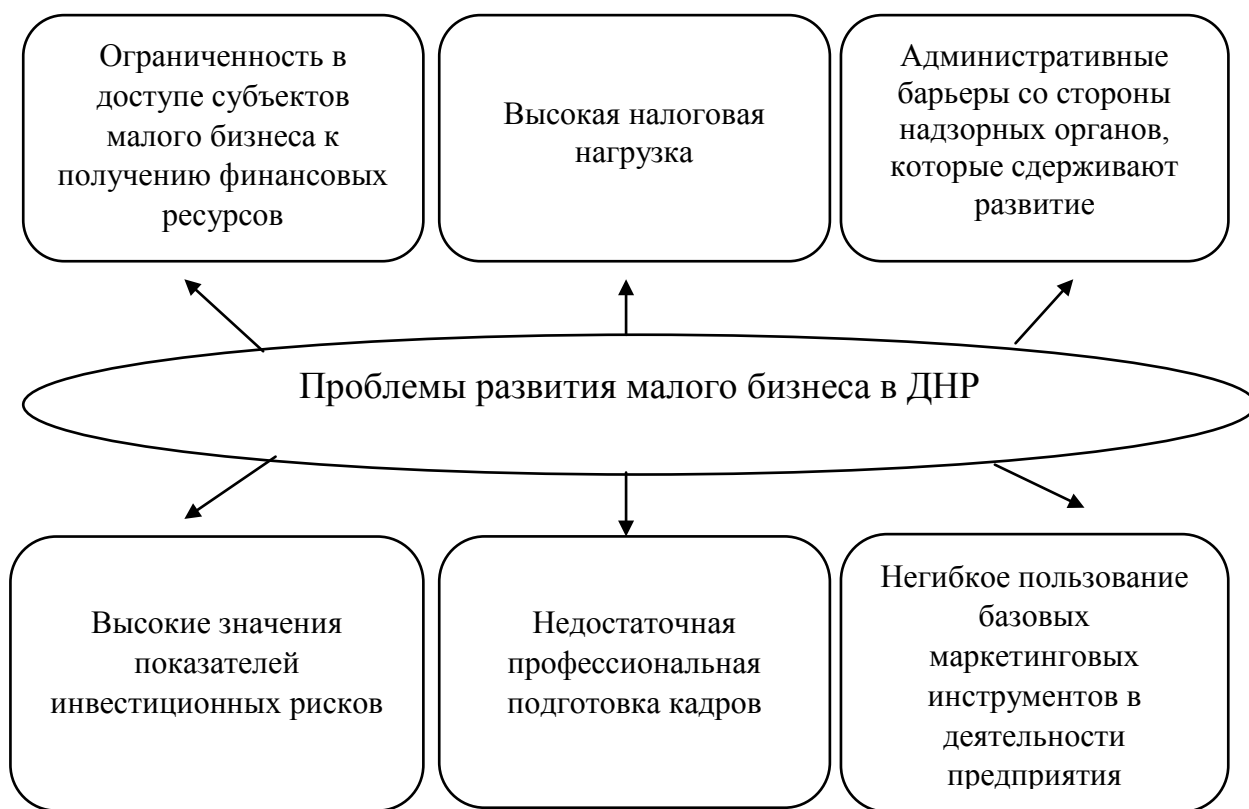 Ограниченность в
доступе субъектов
малого бизнеса к
получению финансовых
ресурсов
Высокая налоговая
нагрузка
Административные
барьеры со стороны
надзорных органов,
которые сдерживают
развитие
Проблемы развития малого бизнеса в ДНР
Высокие значения
показателей
инвестиционных рисков
Недостаточная
профессиональная
подготовка кадров
Негибкое пользование
базовых
маркетинговых
инструментов в
деятельности
предприятия